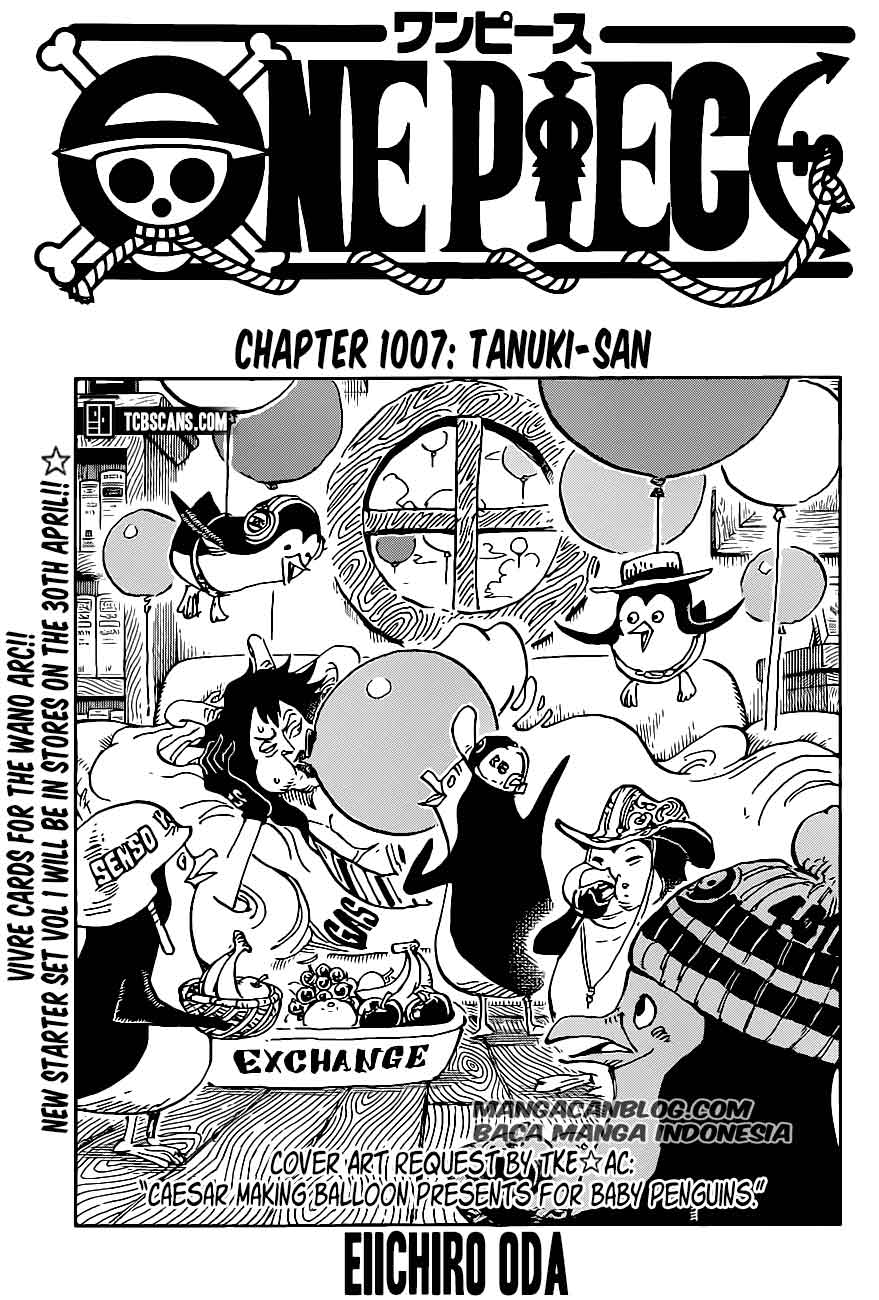 ワンピース
ONE PIECE
CHAPTER 1007: TANUKI-SAN
TCBSCANS.COM
VIVRE CARDS FOR THE WANO ARC!!
NEW STARTER SET VOL 1 WILL BE IN STORES ON THE 30TH APRIL!!☆
SENSO
GAS
EXCHANGE
MANGACANBLOG.COM
BACA MANGA INDONESIA
COVER ART REQUEST BY TKE☆AC:
"CAESAR MAKING BALLOON PRESENTS FOR BABY PENGUINS."
EIICHIRO ODA